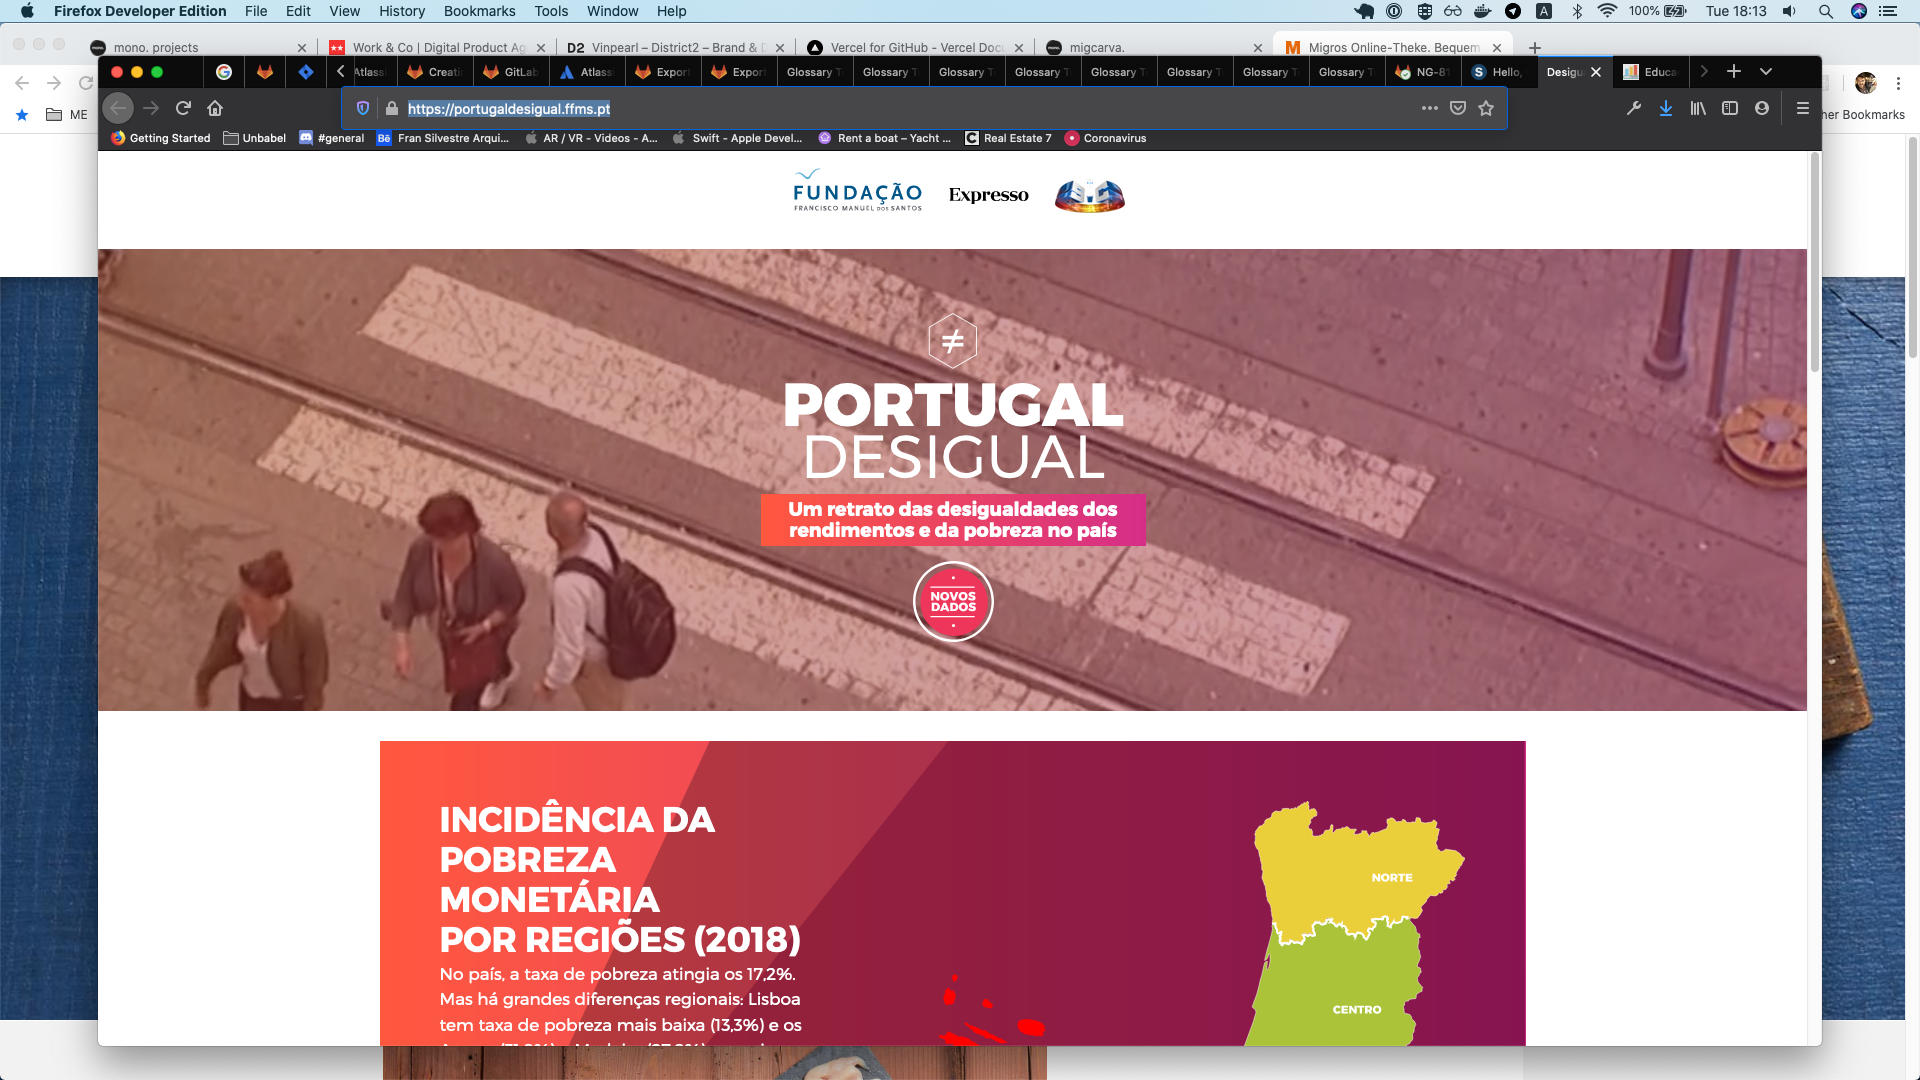 Firefox Developer Edition File Edit View History Bookmarks Tools Window Help
A 100% Tue 18:13
mono. projects
Work & Co | Digital Product Ag
D2 Vinpearl – District2 – Brand & D
Vercel for GitHub - Vercel Docu
migcarva.
Migros Online-Theke. Bequem
Atlass
Creati
GitLab
Atlass
Export
Export
Glossary T
Glossary T
Glossary T
Glossary T
Glossary T
Glossary T
Glossary T
Glossary T
NG-81
Hello,
Desigu
Educa
https://portugaldesigual.ffms.pt
ME
her Bookmarks
Getting Started
Unbabel
#general
Bē Fran Silvestre Arqui...
AR / VR - Videos - A...
Swift - Apple Devel...
Rent a boat – Yacht ...
Real Estate 7
Coronavirus
FUNDAÇÃO
FRANCISCO MANUEL DOS SANTOS
Expresso
≠
PORTUGAL
DESIGUAL
Um retrato das desigualdades dos
rendimentos e da pobreza no país
NOVOS
DADOS
INCIDÊNCIA DA
POBREZA
MONETÁRIA
POR REGIÕES (2018)
No país, a taxa de pobreza atingia os 17,2%.
Mas há grandes diferenças regionais: Lisboa
tem taxa de pobreza mais baixa (13,3%) e os
NORTE
CENTRO